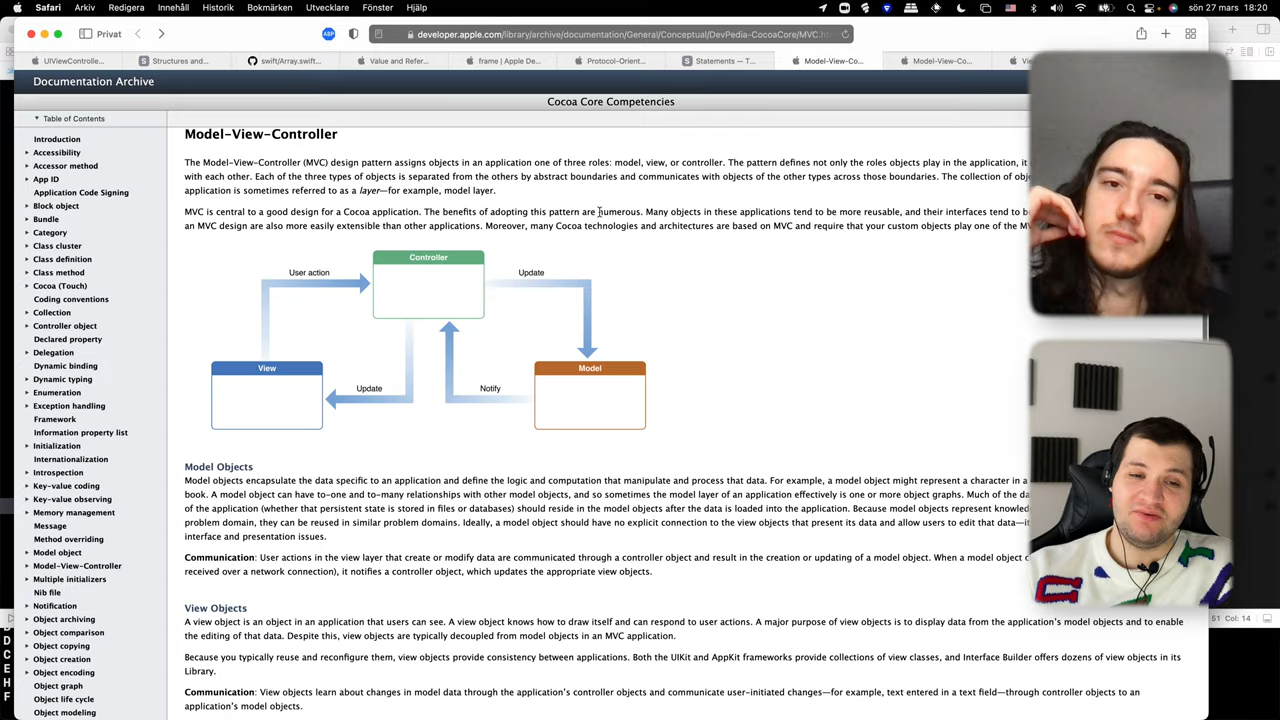 Safari Arkiv Redigera Innehåll Historik Bokmärken Utvecklare Fönster Hjälp sön 27 mars 18:20
Privat ABP developer.apple.com/library/archive/documentation/General/Conceptual/DevPedia-CocoaCore/MVC.h
UIViewControlle... Structures and... swift/Array.swift... Value and Refer... frame | Apple De... Protocol-Orient... Statements — T... Model-View-Co... Model-View-Co...
Documentation Archive
Cocoa Core Competencies
Table of Contents
Introduction
Accessibility
Accessor method
App ID
Application Code Signing
Block object
Bundle
Category
Class cluster
Class definition
Class method
Cocoa (Touch)
Coding conventions
Collection
Controller object
Declared property
Delegation
Dynamic binding
Dynamic typing
Enumeration
Exception handling
Framework
Information property list
Initialization
Internationalization
Introspection
Key-value coding
Key-value observing
Memory management
Message
Method overriding
Model object
Model-View-Controller
Multiple initializers
Nib file
Notification
Object archiving
Object comparison
Object copying
Object creation
Object encoding
Object graph
Object life cycle
Object modeling
Model-View-Controller
The Model-View-Controller (MVC) design pattern assigns objects in an application one of three roles: model, view, or controller. The pattern defines not only the roles objects play in the application, it
with each other. Each of the three types of objects is separated from the others by abstract boundaries and communicates with objects of the other types across those boundaries. The collection of
application is sometimes referred to as a layer—for example, model layer.
MVC is central to a good design for a Cocoa application. The benefits of adopting this pattern are numerous. Many objects in these applications tend to be more reusable, and their interfaces tend to
an MVC design are also more easily extensible than other applications. Moreover, many Cocoa technologies and architectures are based on MVC and require that your custom objects play one of the
Controller
User action
Update
View
Model
Update
Notify
Model Objects
Model objects encapsulate the data specific to an application and define the logic and computation that manipulate and process that data. For example, a model object might represent a character in a
book. A model object can have to-one and to-many relationships with other model objects, and so sometimes the model layer of an application effectively is one or more object graphs. Much of the
of the application (whether that persistent state is stored in files or databases) should reside in the model objects after the data is loaded into the application. Because model objects represent
problem domain, they can be reused in similar problem domains. Ideally, a model object should have no explicit connection to the view objects that present its data and allow users to edit that data—
interface and presentation issues.
Communication: User actions in the view layer that create or modify data are communicated through a controller object and result in the creation or updating of a model object. When a model object
received over a network connection), it notifies a controller object, which updates the appropriate view objects.
View Objects
A view object is an object in an application that users can see. A view object knows how to draw itself and can respond to user actions. A major purpose of view objects is to display data from the application's model objects and to enable
the editing of that data. Despite this, view objects are typically decoupled from model objects in an MVC application.
Because you typically reuse and reconfigure them, view objects provide consistency between applications. Both the UIKit and AppKit frameworks provide collections of view classes, and Interface Builder offers dozens of view objects in its
Library.
Communication: View objects learn about changes in model data through the application's controller objects and communicate user-initiated changes—for example, text entered in a text field—through controller objects to an
application's model objects.
51 Col: 14
D
C
E
H
F